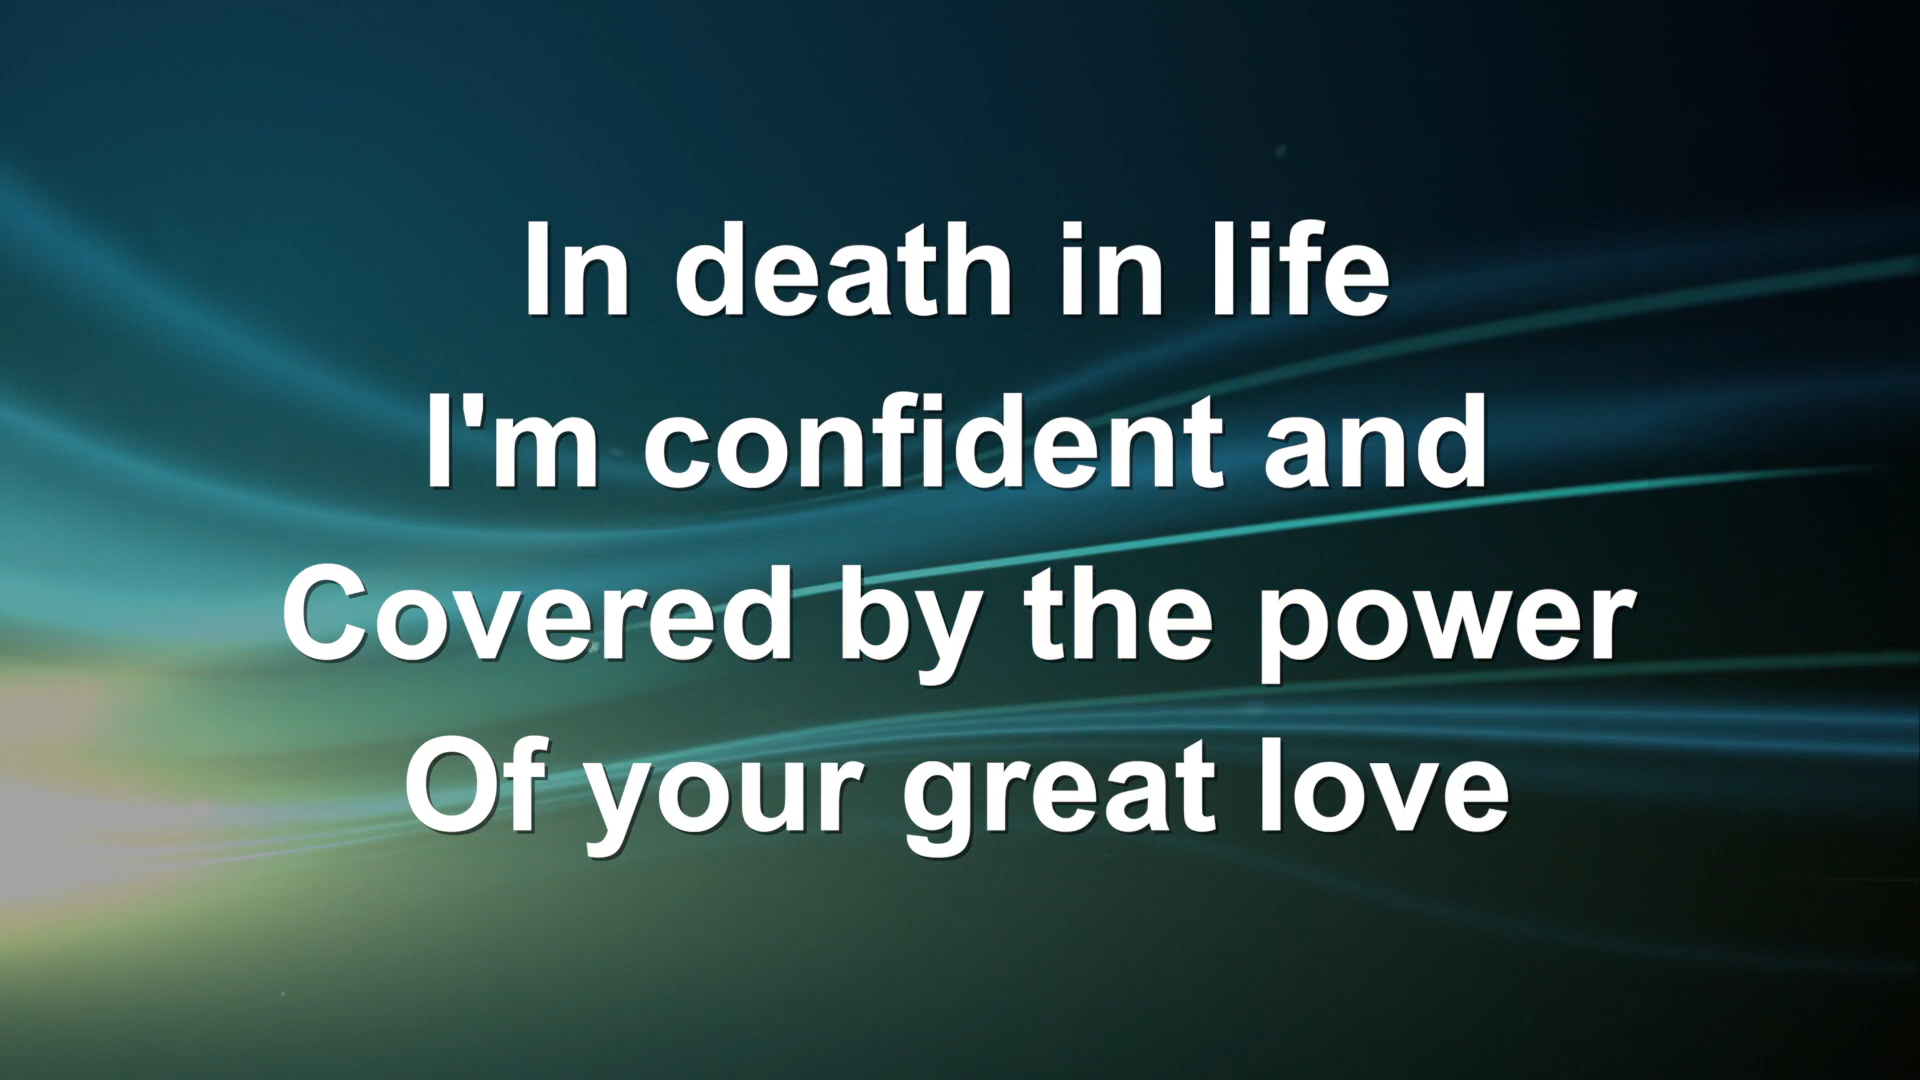 In death in life
I'm confident and
Covered by the power
Of your great love